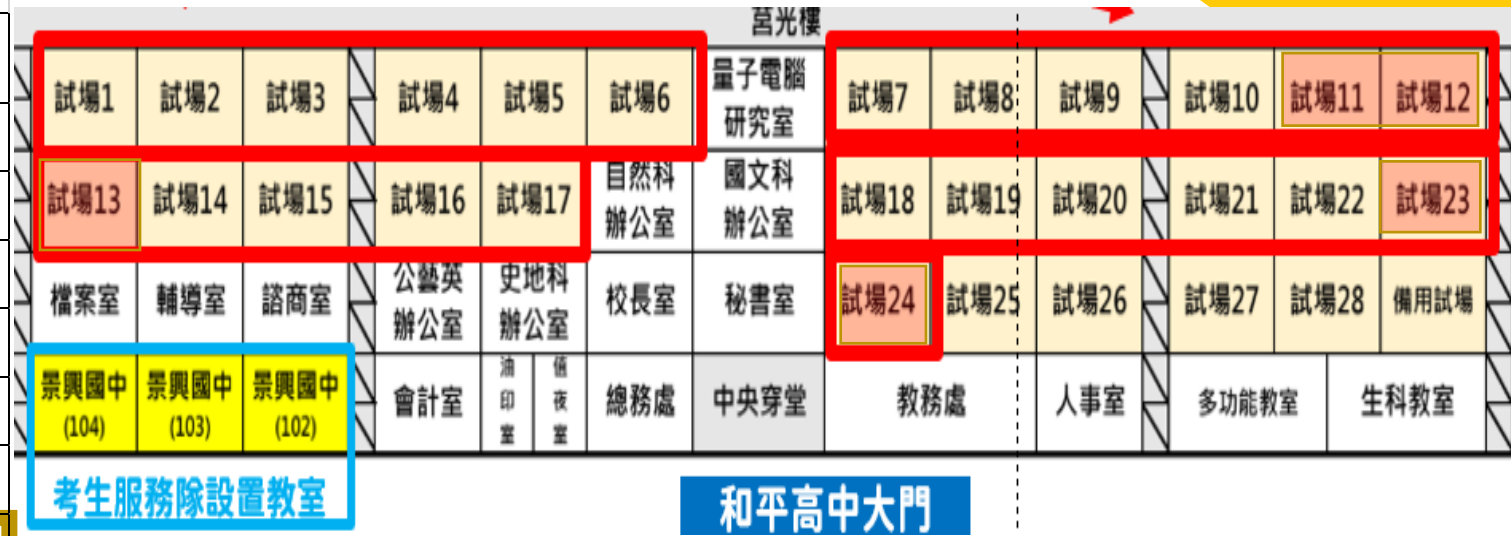 莒光樓
試場1
試場2
試場3
試場4
試場5
試場6
量子電腦
研究室
試場7
試場8
試場9
試場10
試場11
試場12
試場13
試場14
試場15
試場16
試場17
自然科
辦公室
國文科
辦公室
試場18
試場19
試場20
試場21
試場22
試場23
檔案室
輔導室
諮商室
公藝英
辦公室
史地科
辦公室
校長室
秘書室
試場24
試場25
試場26
試場27
試場28
備用試場
景興國中
(104)
景興國中
(103)
景興國中
(102)
會計室
油
印
室
值
夜
室
總務處
中央穿堂
教務處
人事室
多功能教室
生科教室
考生服務隊設置教室
和平高中大門